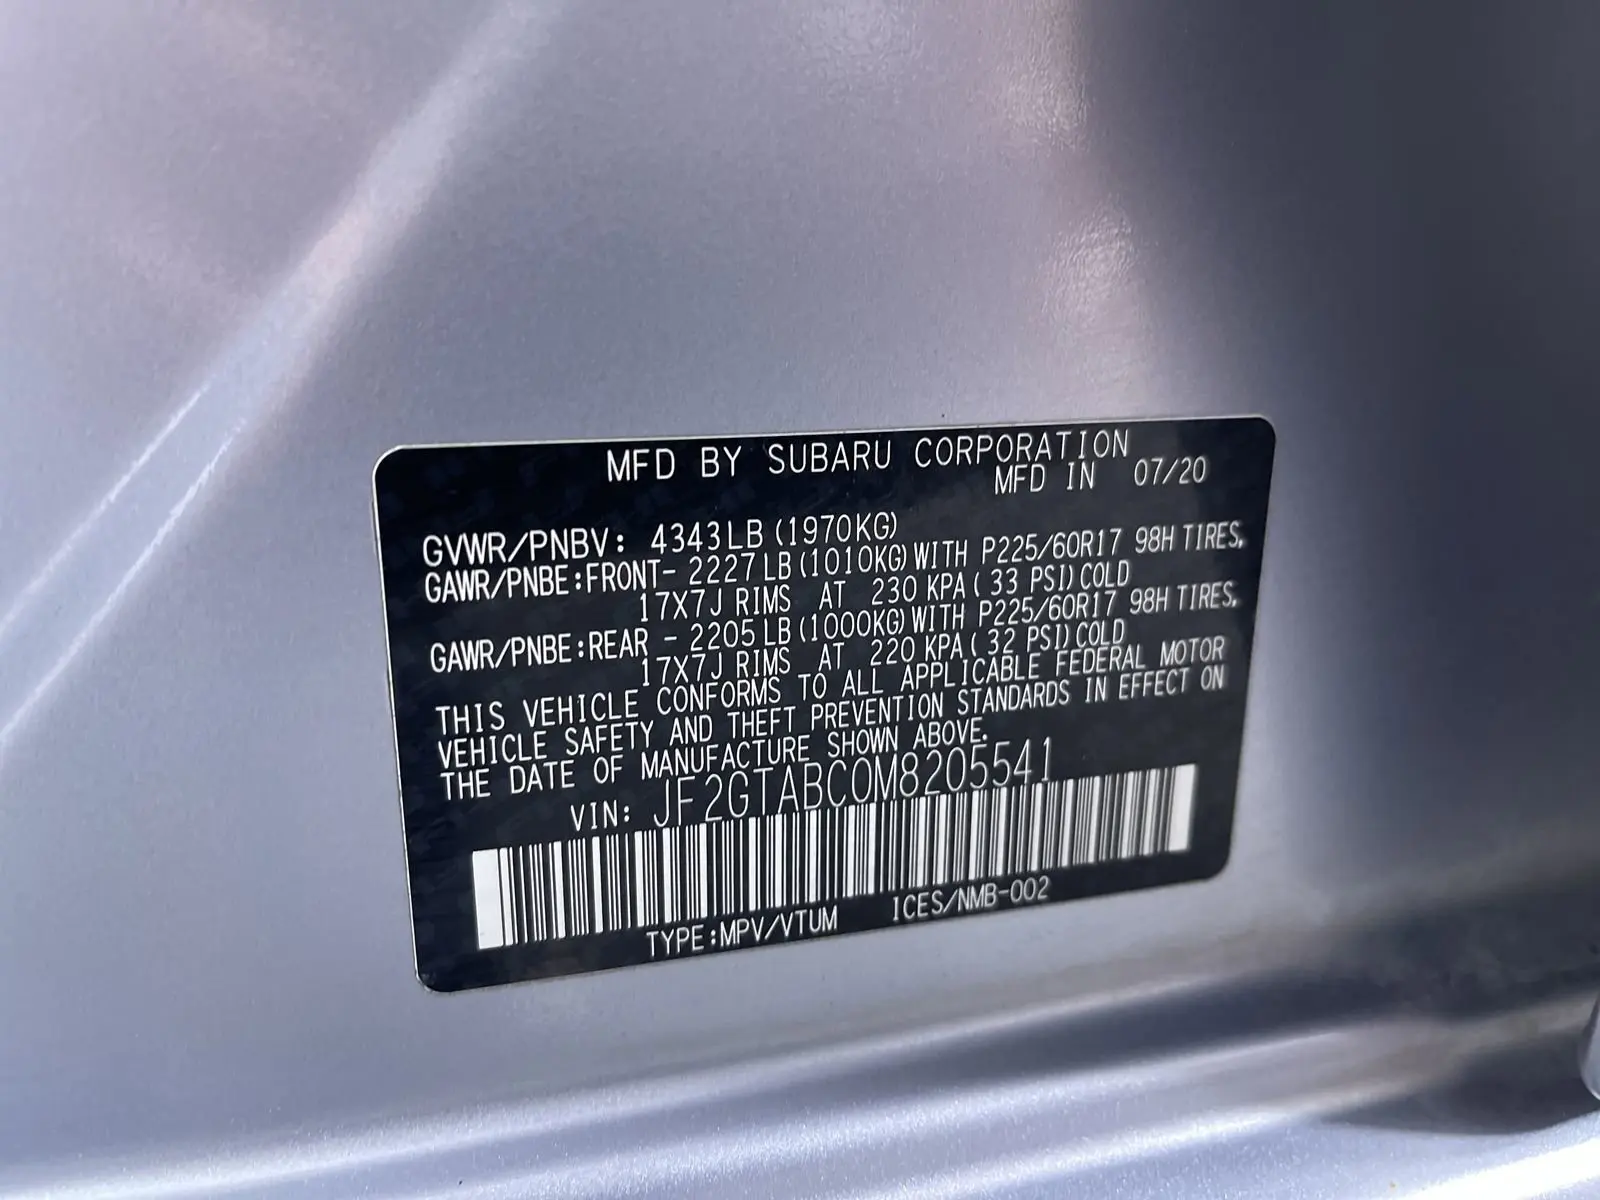 MFD BY SUBARU CORPORATION
MFD IN 07/20
GVWR/PNBV: 4343LB (1970KG)
GAWR/PNBE:FRONT- 2227LB (1010KG) WITH P225/60R17 98H TIRES,
17X7J RIMS AT 230 KPA ( 33 PSI) COLD
GAWR/PNBE:REAR - 2205LB (1000KG) WITH P225/60R17 98H TIRES,
17X7J RIMS AT 220 KPA ( 32 PSI) COLD
THIS VEHICLE CONFORMS TO ALL APPLICABLE FEDERAL MOTOR
VEHICLE SAFETY AND THEFT PREVENTION STANDARDS IN EFFECT ON
THE DATE OF MANUFACTURE SHOWN ABOVE.
VIN: JF2GTABC0M8205541
TYPE:MPV/VTUM ICES/NMB-002